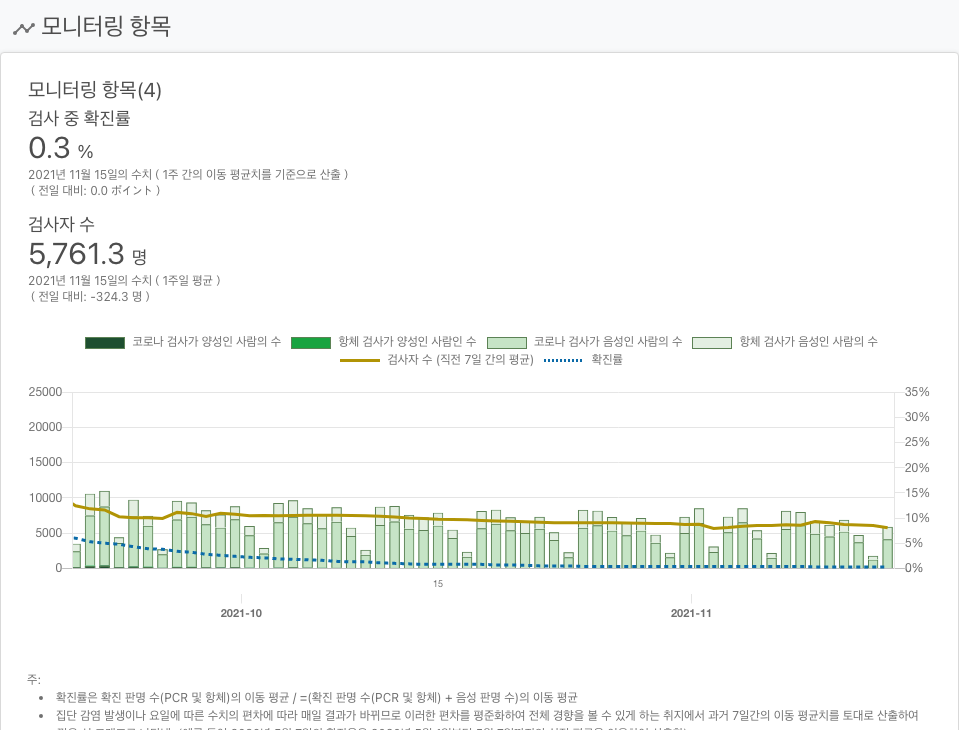 모니터링 항목
모니터링 항목(4)
검사 중 확진률
0.3 %
2021년 11월 15일의 수치 ( 1주 간의 이동 평균치를 기준으로 산출 )
( 전일 대비: 0.0 ポイント )
검사자 수
5,761.3 명
2021년 11월 15일의 수치 ( 1주일 평균 )
( 전일 대비: -324.3 명 )
코로나 검사가 양성인 사람의 수 항체 검사가 양성인 사람인 수 코로나 검사가 음성인 사람의 수 항체 검사가 음성인 사람의 수
검사자 수 (직전 7일 간의 평균) 확진률
25000 35%
30%
20000
25%
15000
20%
15%
10000
10%
5000
5%
0 0%
15
2021-10 2021-11
주:
• 확진률은 확진 판명 수(PCR 및 항체)의 이동 평균 / =(확진 판명 수(PCR 및 항체) + 음성 판명 수)의 이동 평균
• 집단 감염 발생이나 요일에 따른 수치의 편차에 따라 매일 결과가 바뀌므로 이러한 편차를 평준화하여 전체 경향을 볼 수 있게 하는 취지에서 과거 7일간의 이동 평균치를 토대로 산출하여